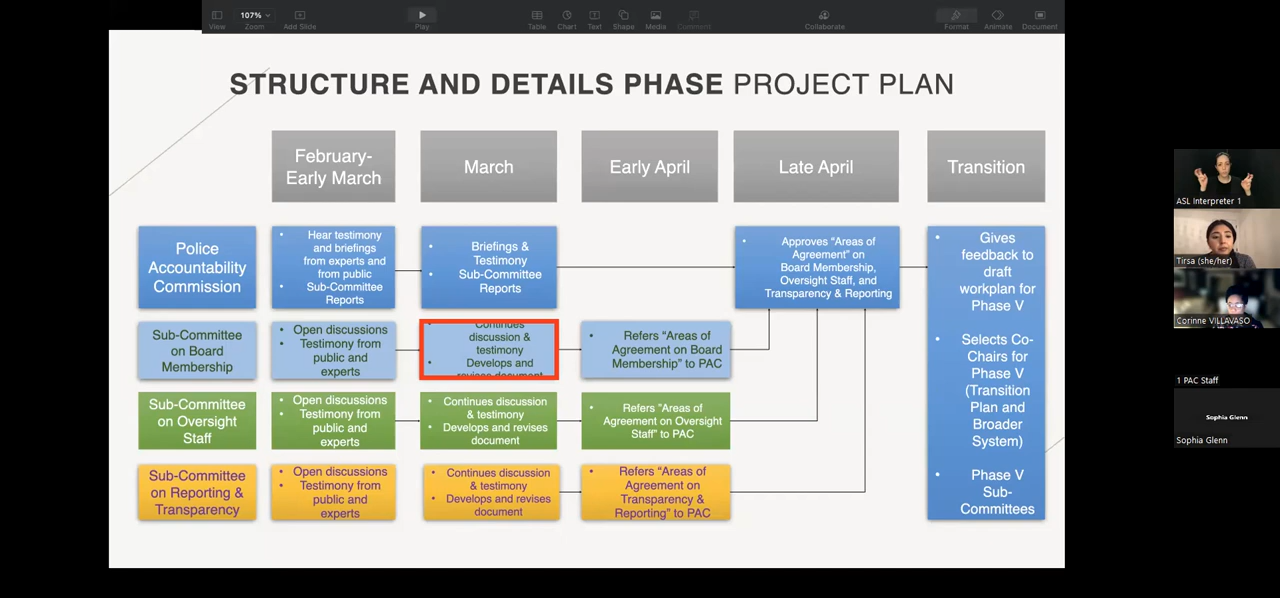 107%
View
Zoom
Add Slide
Play
Table
Chart
Text
Shape
Media
Comment
Collaborate
Format
Animate
Document
STRUCTURE AND DETAILS PHASE PROJECT PLAN
February-
Early March
March
Early April
Late April
Transition
Police
Accountability
Commission
• Hear testimony
and briefings
from experts and
from public
• Sub-Committee
Reports
• Briefings &
Testimony
• Sub-Committee
Reports
• Approves “Areas of
Agreement” on
Board Membership,
Oversight Staff, and
Transparency & Reporting
• Gives
feedback to
draft
workplan for
Phase V
• Selects Co-
Chairs for
Phase V
(Transition
Plan and
Broader
System)
• Phase V
Sub-
Committees
Sub-Committee
on Board
Membership
• Open discussions
• Testimony from
public and
experts
• Continues
discussion &
testimony
• Develops and
revises document
• Refers “Areas of
Agreement on Board
Membership” to PAC
Sub-Committee
on Oversight
Staff
• Open discussions
• Testimony from
public and
experts
• Continues discussion
& testimony
• Develops and revises
document
• Refers “Areas of
Agreement on Oversight
Staff” to PAC
Sub-Committee
on Reporting &
Transparency
• Open discussions
• Testimony from
public and
experts
• Continues discussion
& testimony
• Develops and revises
document
• Refers “Areas of
Agreement on
Transparency &
Reporting” to PAC
ASL Interpreter 1
Tirsa (she/her)
Corinne VILLAVASO
1 PAC Staff
Sophia Glenn
Sophia Glenn